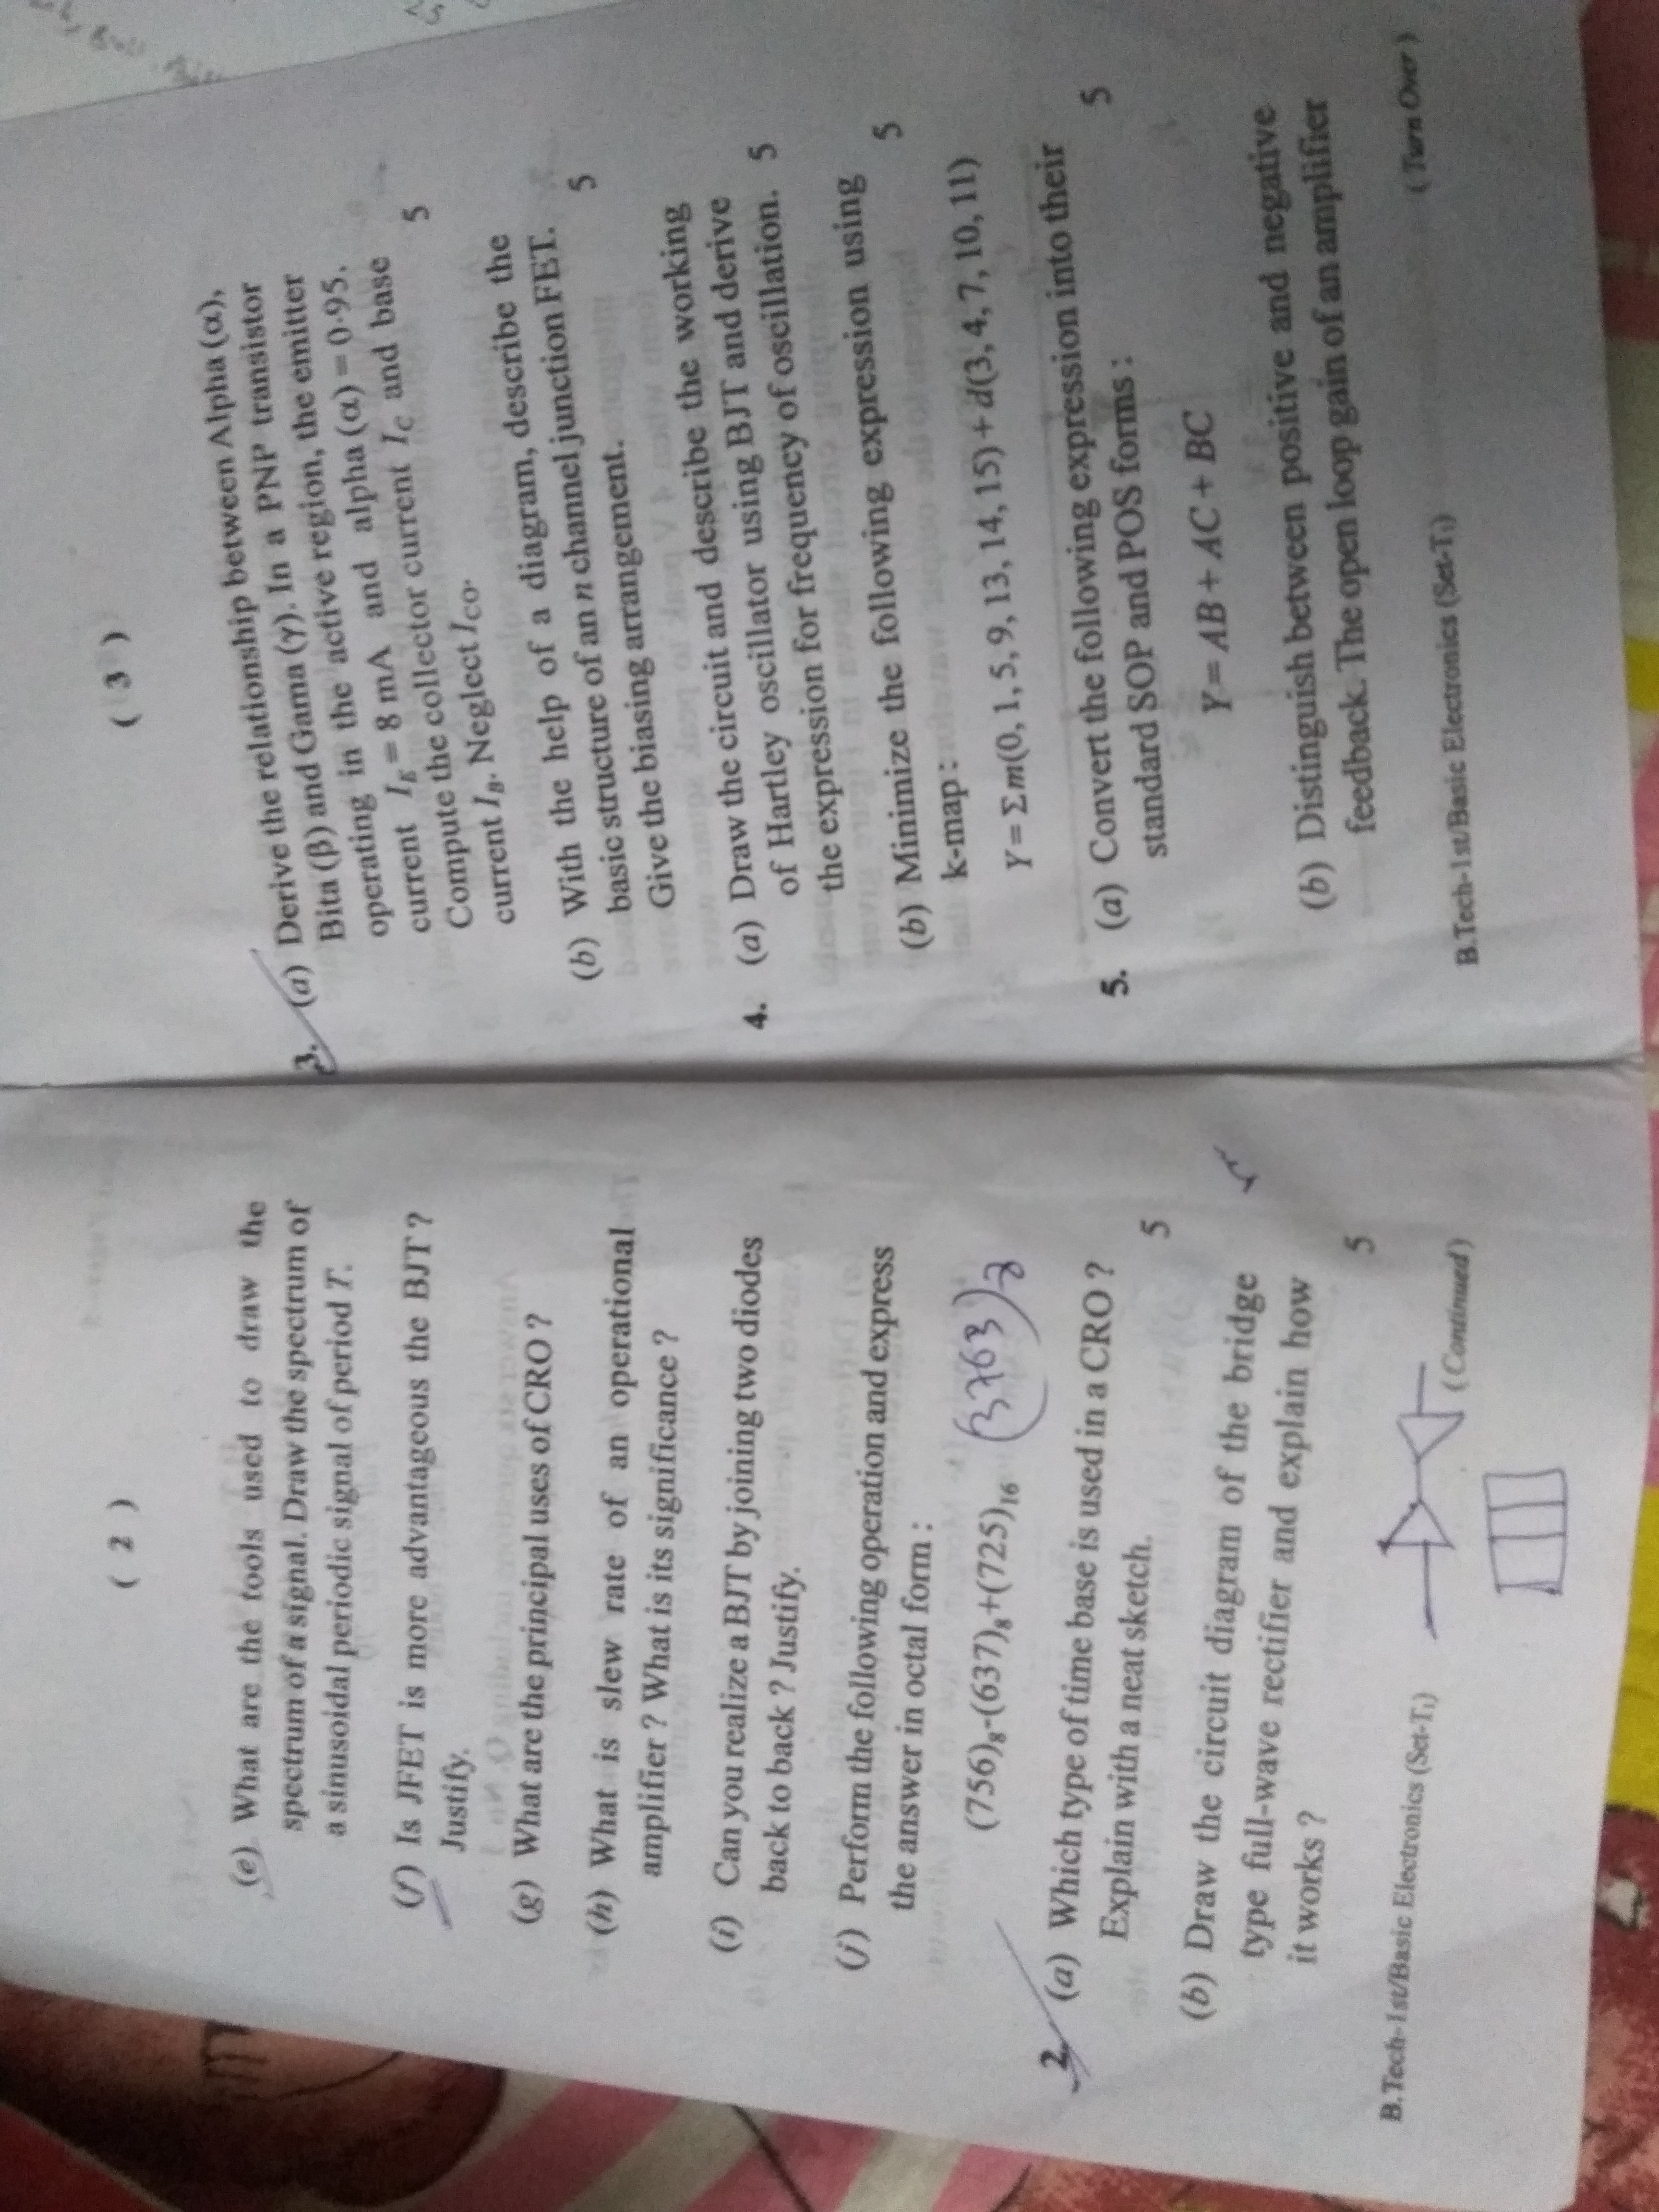 ( 2 )
(e) What are the tools used to draw the
spectrum of a signal. Draw the spectrum of
a sinusoidal periodic signal of period T.
(f) Is JFET is more advantageous the BJT ?
Justify.
(g) What are the principal uses of CRO ?
(h) What is slew rate of an operational
amplifier ? What is its significance ?
(i) Can you realize a BJT by joining two diodes
back to back ? Justify.
(j) Perform the following operation and express
the answer in octal form :
(756)₈-(637)₈+(725)₁₆ (3763)
2. (a) Which type of time base is used in a CRO ?
Explain with a neat sketch. 5
(b) Draw the circuit diagram of the bridge
type full-wave rectifier and explain how
it works ? 5
B.Tech-1st/Basic Electronics (Set-T₁) (Continued)
( 3 )
3. (a) Derive the relationship between Alpha (α),
Bita (β) and Gama (γ). In a PNP transistor
operating in the active region, the emitter
current I_E = 8 mA and alpha (α) = 0·95.
Compute the collector current I_C and base
current I_B. Neglect I_CO. 5
(b) With the help of a diagram, describe the
basic structure of an n channel junction FET.
Give the biasing arrangement. 5
4. (a) Draw the circuit and describe the working
of Hartley oscillator using BJT and derive
the expression for frequency of oscillation. 5
(b) Minimize the following expression using
k-map : 5
Y = Σm(0, 1, 5, 9, 13, 14, 15) + d(3, 4, 7, 10, 11)
5. (a) Convert the following expression into their
standard SOP and POS forms : 5
Y = AB + AC + BC
(b) Distinguish between positive and negative
feedback. The open loop gain of an amplifier
B.Tech-1st/Basic Electronics (Set-T₁) (Turn Over)